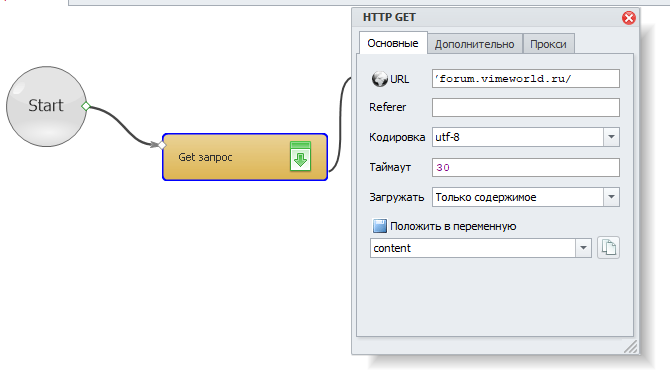 HTTP GET
Основные
Дополнительно
Прокси
URL
'forum.vimeworld.ru/
Referer
Кодировка
utf-8
Таймаут
30
Загружать
Только содержимое
Положить в переменную
content
Start
Get запрос